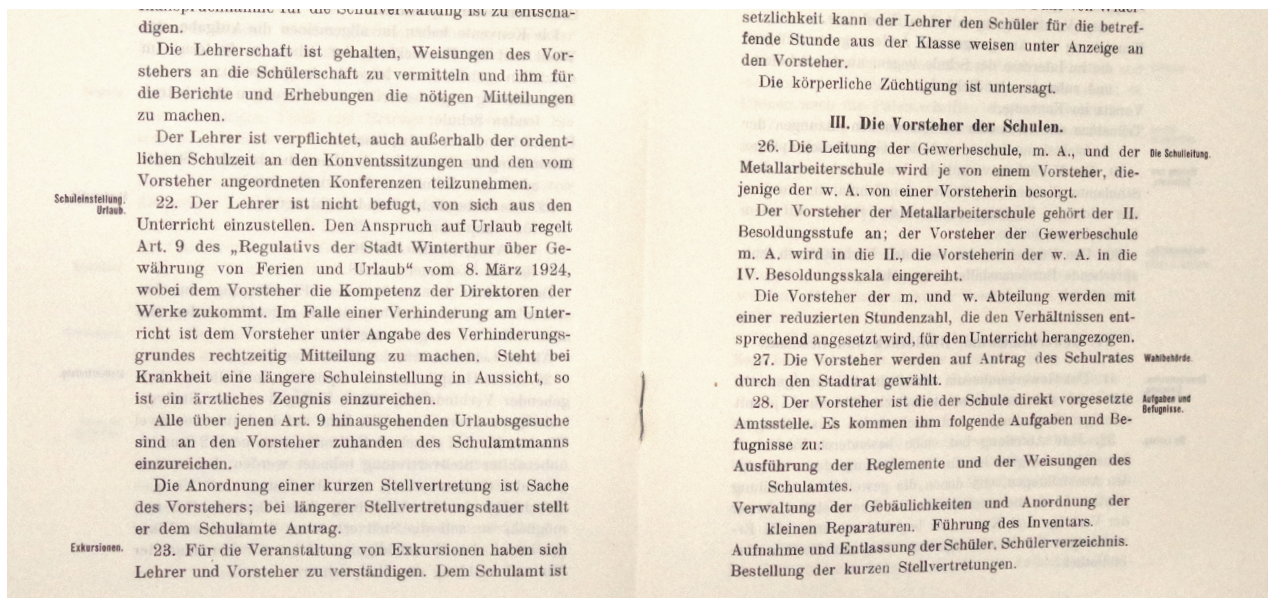 digen.
Die Lehrerschaft ist gehalten, Weisungen des Vor-
stehers an die Schülerschaft zu vermitteln und ihm für
die Berichte und Erhebungen die nötigen Mitteilungen
zu machen.
Der Lehrer ist verpflichtet, auch außerhalb der ordent-
lichen Schulzeit an den Konventssitzungen und den vom
Vorsteher angeordneten Konferenzen teilzunehmen.
Schuleinstellung.
Urlaub.
22. Der Lehrer ist nicht befugt, von sich aus den
Unterricht einzustellen. Den Anspruch auf Urlaub regelt
Art. 9 des „Regulativs der Stadt Winterthur über Ge-
währung von Ferien und Urlaub“ vom 8. März 1924,
wobei dem Vorsteher die Kompetenz der Direktoren der
Werke zukommt. Im Falle einer Verhinderung am Unter-
richt ist dem Vorsteher unter Angabe des Verhinderungs-
grundes rechtzeitig Mitteilung zu machen. Steht bei
Krankheit eine längere Schuleinstellung in Aussicht, so
ist ein ärztliches Zeugnis einzureichen.
Alle über jenen Art. 9 hinausgehenden Urlaubsgesuche
sind an den Vorsteher zuhanden des Schulamtmanns
einzureichen.
Die Anordnung einer kurzen Stellvertretung ist Sache
des Vorstehers; bei längerer Stellvertretungsdauer stellt
er dem Schulamte Antrag.
Exkursionen.
23. Für die Veranstaltung von Exkursionen haben sich
Lehrer und Vorsteher zu verständigen. Dem Schulamt ist
setzlichkeit kann der Lehrer den Schüler für die betref-
fende Stunde aus der Klasse weisen unter Anzeige an
den Vorsteher.
Die körperliche Züchtigung ist untersagt.
III. Die Vorsteher der Schulen.
26. Die Leitung der Gewerbeschule, m. A., und der
Die Schulleitung.
Metallarbeiterschule wird je von einem Vorsteher, die-
jenige der w. A. von einer Vorsteherin besorgt.
Der Vorsteher der Metallarbeiterschule gehört der II.
Besoldungsstufe an; der Vorsteher der Gewerbeschule
m. A. wird in die II., die Vorsteherin der w. A. in die
IV. Besoldungsskala eingereiht.
Die Vorsteher der m. und w. Abteilung werden mit
einer reduzierten Stundenzahl, die den Verhältnissen ent-
sprechend angesetzt wird, für den Unterricht herangezogen.
27. Die Vorsteher werden auf Antrag des Schulrates
Wahlbehörde.
durch den Stadtrat gewählt.
28. Der Vorsteher ist die der Schule direkt vorgesetzte
Aufgaben und
Befugnisse.
Amtsstelle. Es kommen ihm folgende Aufgaben und Be-
fugnisse zu:
Ausführung der Reglemente und der Weisungen des
Schulamtes.
Verwaltung der Gebäulichkeiten und Anordnung der
kleinen Reparaturen. Führung des Inventars.
Aufnahme und Entlassung der Schüler, Schülerverzeichnis.
Bestellung der kurzen Stellvertretungen.